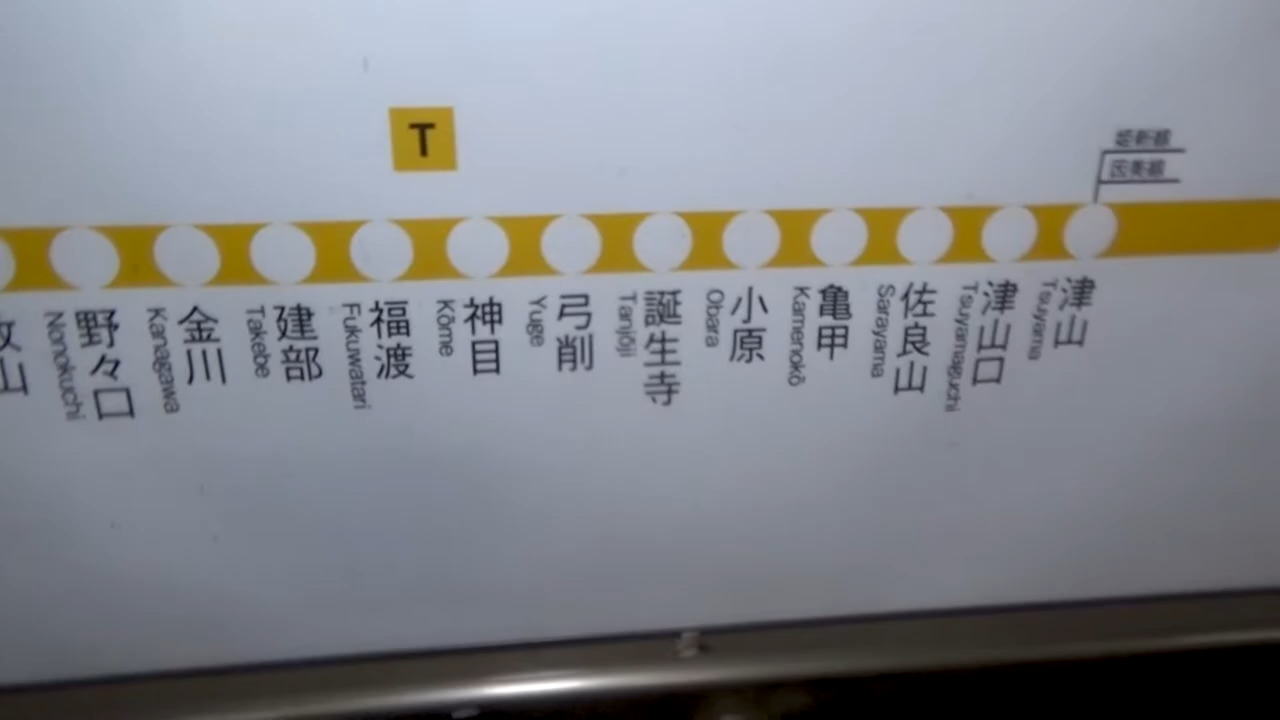 T
姫新線
因美線
牧山
野々口
Nonokuchi
金川
Kanagawa
建部
Takebe
福渡
Fukuwatari
神目
Kōme
弓削
Yuge
誕生寺
Tanjōji
小原
Obara
亀甲
Kamenokō
佐良山
Sarayama
津山口
Tsuyamaguchi
津山
Tsuyama